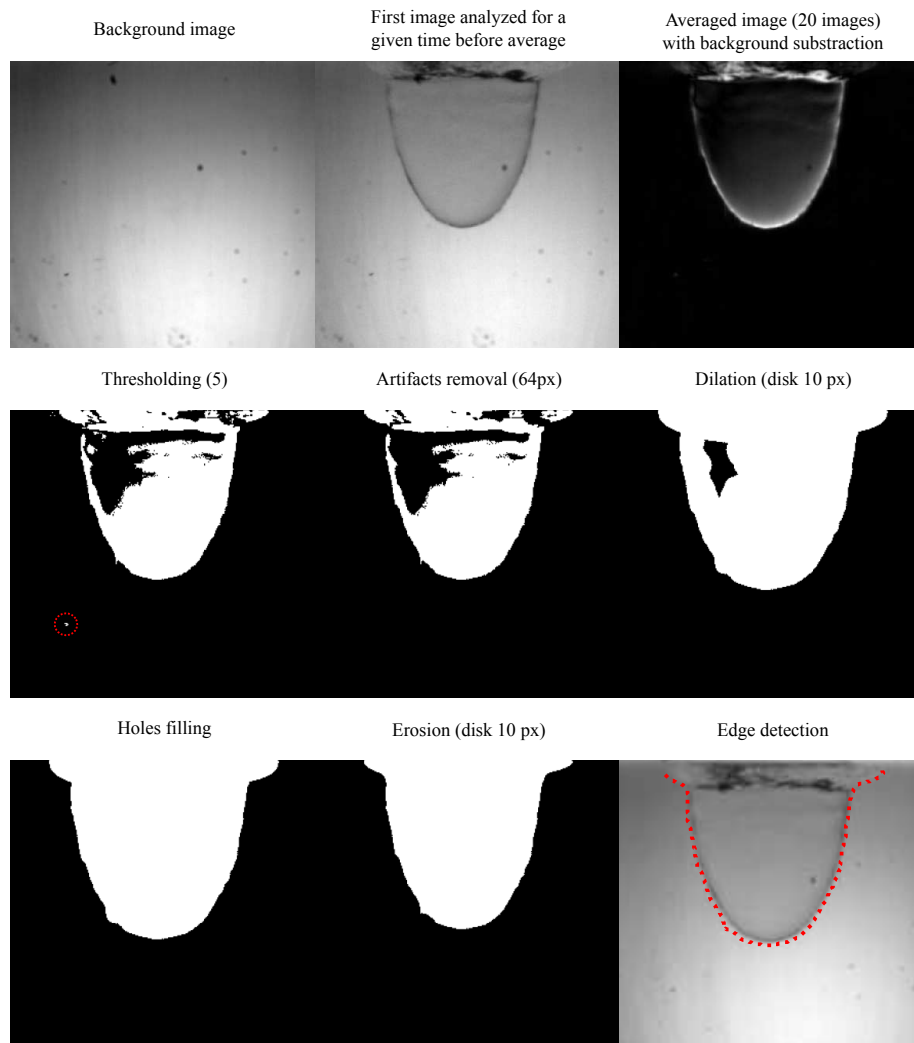 Background image
First image analyzed for a
given time before average
Averaged image (20 images)
with background substraction
Thresholding (5)
Artifacts removal (64px)
Dilation (disk 10 px)
Holes filling
Erosion (disk 10 px)
Edge detection